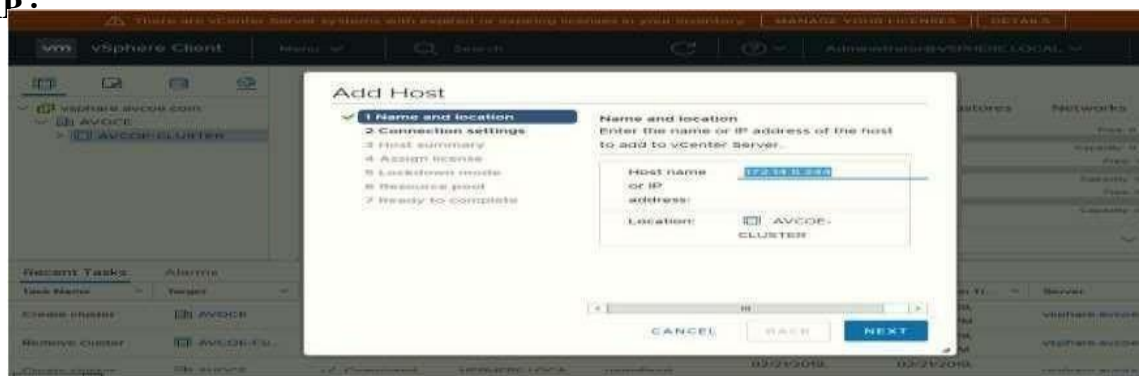 There are vCenter Server systems with expired or expiring licenses in your inventory MANAGE YOUR LICENSES DETAILS
vm vSphere Client Menu Search Administrator@VSPHERE.LOCAL
vsphare.avcoe.com
AVOCE
AVCOE-CLUSTER
Networks
Add Host
1 Name and location
2 Connection settings
3 Host summary
4 Assign license
5 Lockdown mode
6 Resource pool
7 Ready to complete
Name and location
Enter the name or IP address of the host
to add to vCenter Server.
Host name
or IP
address:
Location: AVCOE-
CLUSTER
CANCEL BACK NEXT
Recent Tasks Alarms
Task Name Target Server
Create cluster AVOCE
Remove cluster AVCOE-Cu...